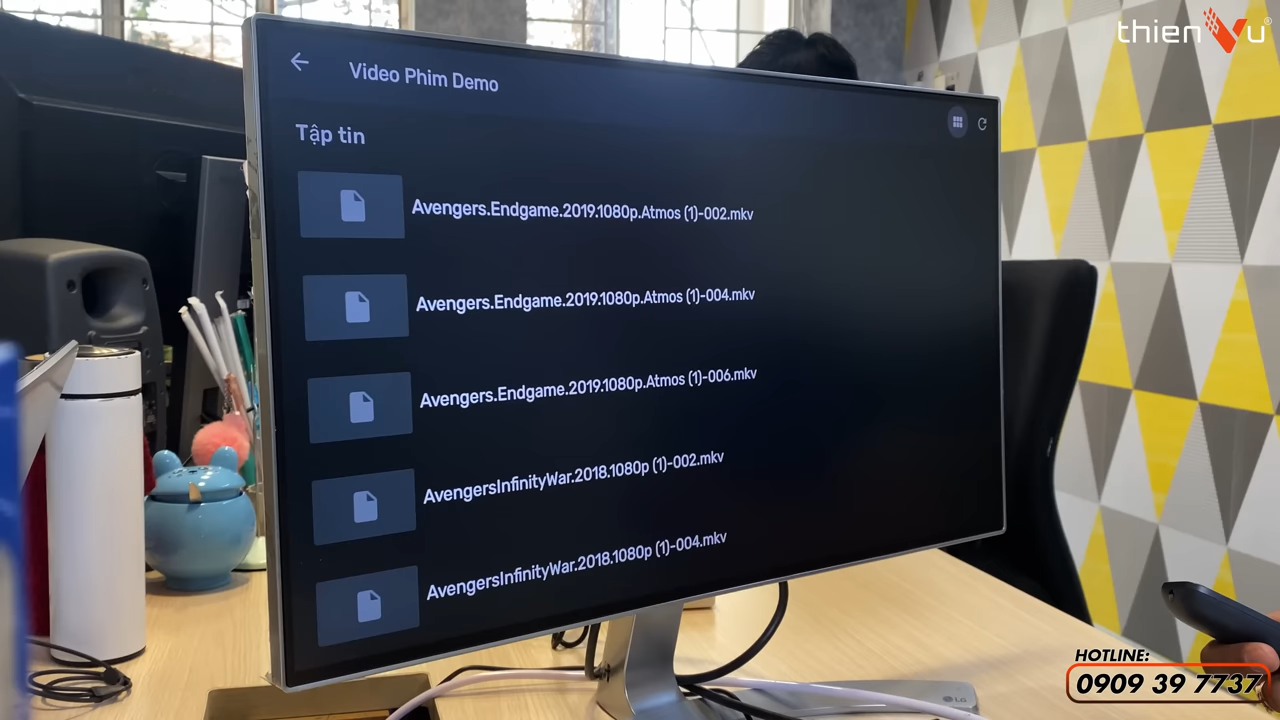 thienVu®
Video Phim Demo
Tập tin
Avengers.Endgame.2019.1080p.Atmos (1)-002.mkv
Avengers.Endgame.2019.1080p.Atmos (1)-004.mkv
Avengers.Endgame.2019.1080p.Atmos (1)-006.mkv
AvengersInfinityWar.2018.1080p (1)-002.mkv
AvengersInfinityWar.2018.1080p (1)-004.mkv
LG
HOTLINE:
0909 39 7737